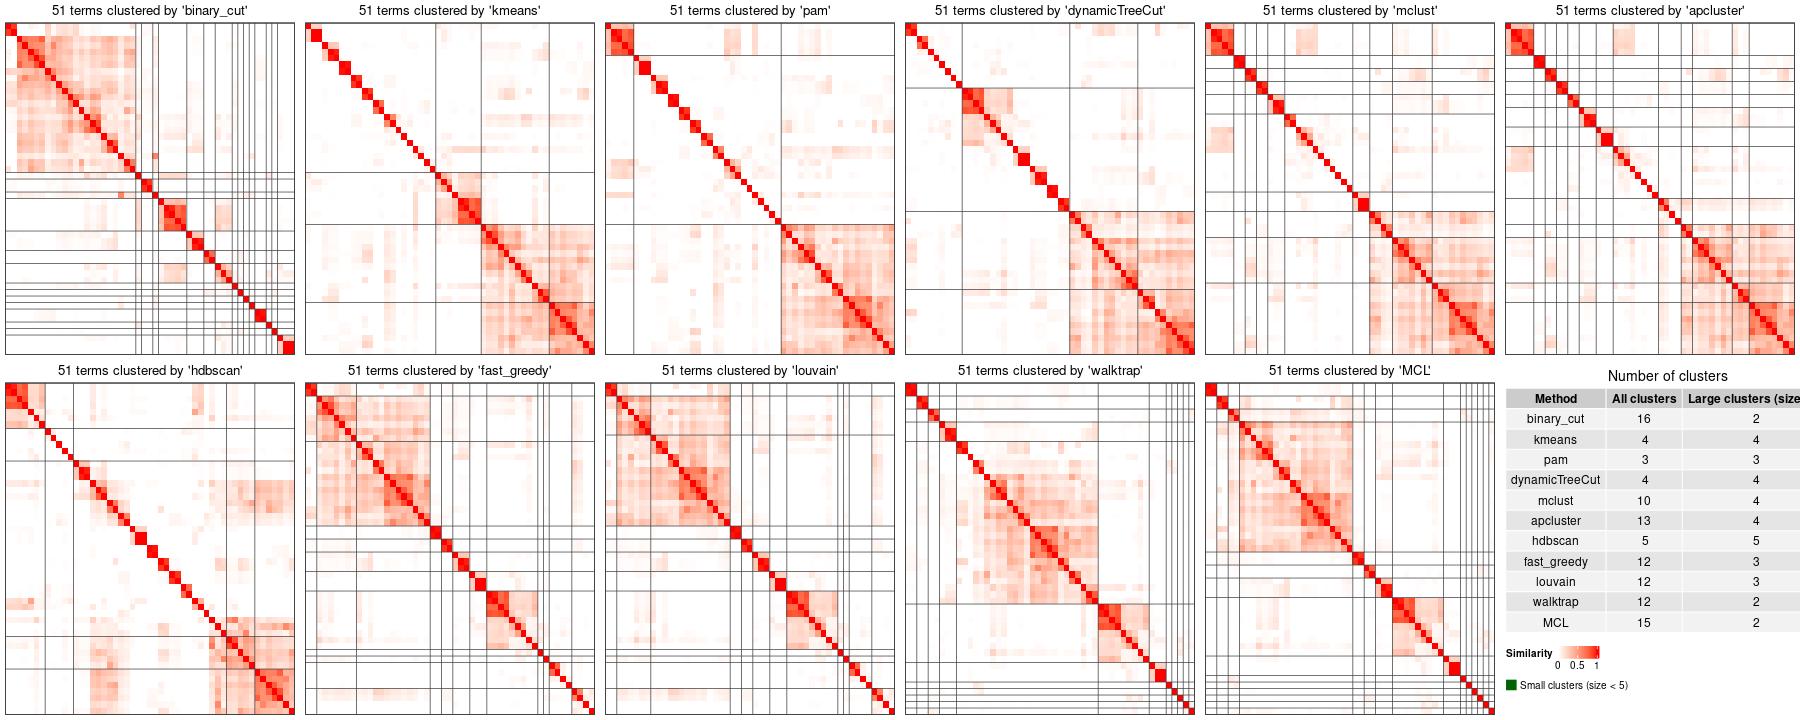 51 terms clustered by 'binary_cut'
51 terms clustered by 'kmeans'
51 terms clustered by 'pam'
51 terms clustered by 'dynamicTreeCut'
51 terms clustered by 'mclust'
51 terms clustered by 'apcluster'
51 terms clustered by 'hdbscan'
51 terms clustered by 'fast_greedy'
51 terms clustered by 'louvain'
51 terms clustered by 'walktrap'
51 terms clustered by 'MCL'
Number of clusters
Method All clusters Large clusters (size
binary_cut 16 2
kmeans 4 4
pam 3 3
dynamicTreeCut 4 4
mclust 10 4
apcluster 13 4
hdbscan 5 5
fast_greedy 12 3
louvain 12 3
walktrap 12 2
MCL 15 2
Similarity
0 0.5 1
Small clusters (size < 5)